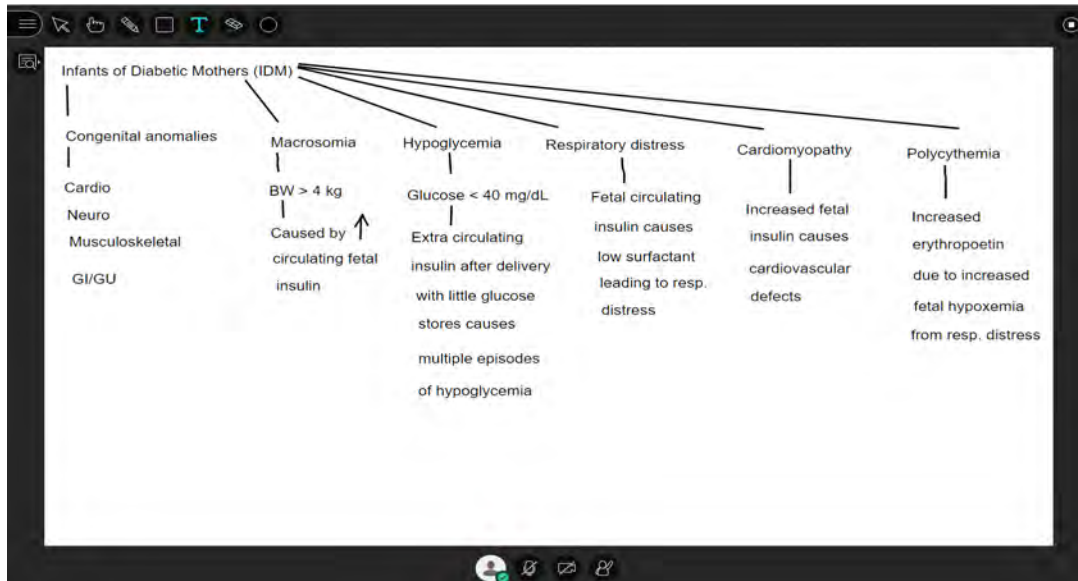 Infants of Diabetic Mothers (IDM)
Congenital anomalies
Cardio
Neuro
Musculoskeletal
GI/GU
Macrosomia
BW > 4 kg
Caused by ↑
circulating fetal
insulin
Hypoglycemia
Glucose < 40 mg/dL
Extra circulating
insulin after delivery
with little glucose
stores causes
multiple episodes
of hypoglycemia
Respiratory distress
Fetal circulating
insulin causes
low surfactant
leading to resp.
distress
Cardiomyopathy
Increased fetal
insulin causes
cardiovascular
defects
Polycythemia
Increased
erythropoetin
due to increased
fetal hypoxemia
from resp. distress
T